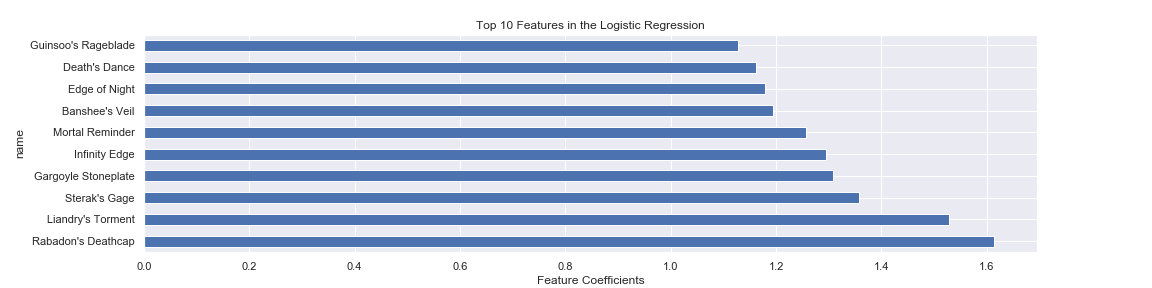 Top 10 Features in the Logistic Regression
Guinsoo's Rageblade
Death's Dance
Edge of Night
Banshee's Veil
Mortal Reminder
Infinity Edge
Gargoyle Stoneplate
Sterak's Gage
Liandry's Torment
Rabadon's Deathcap
name
0.0 0.2 0.4 0.6 0.8 1.0 1.2 1.4 1.6
Feature Coefficients